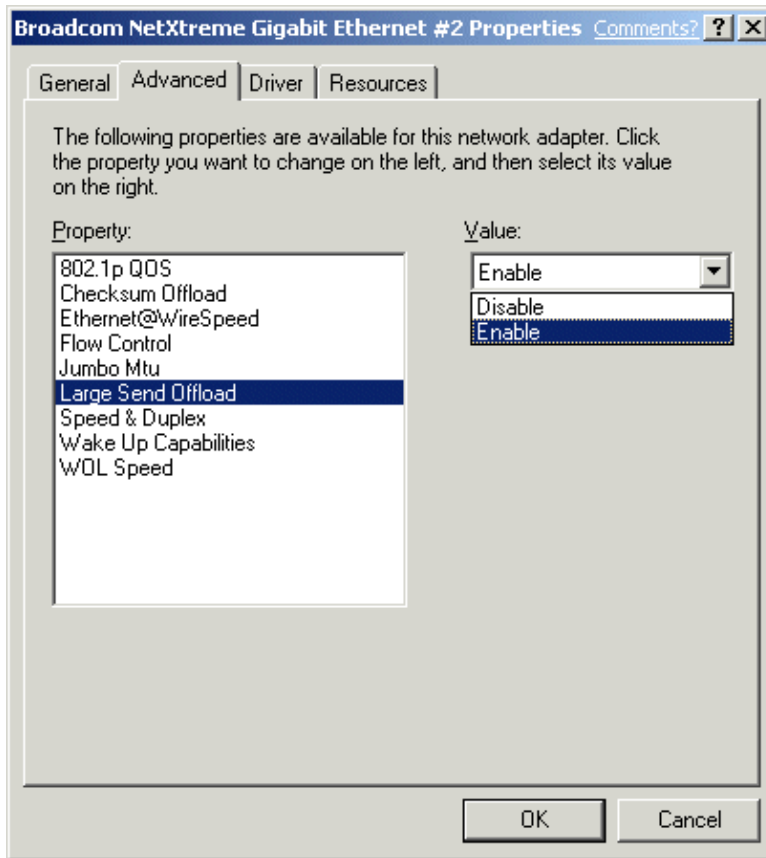 Broadcom NetXtreme Gigabit Ethernet #2 Properties Comments? ? X
General Advanced Driver Resources
The following properties are available for this network adapter. Click
the property you want to change on the left, and then select its value
on the right.
Property: Value:
802.1p QOS Enable
Checksum Offload Disable
Ethernet@WireSpeed Enable
Flow Control
Jumbo Mtu
Large Send Offload
Speed & Duplex
Wake Up Capabilities
WOL Speed
OK Cancel